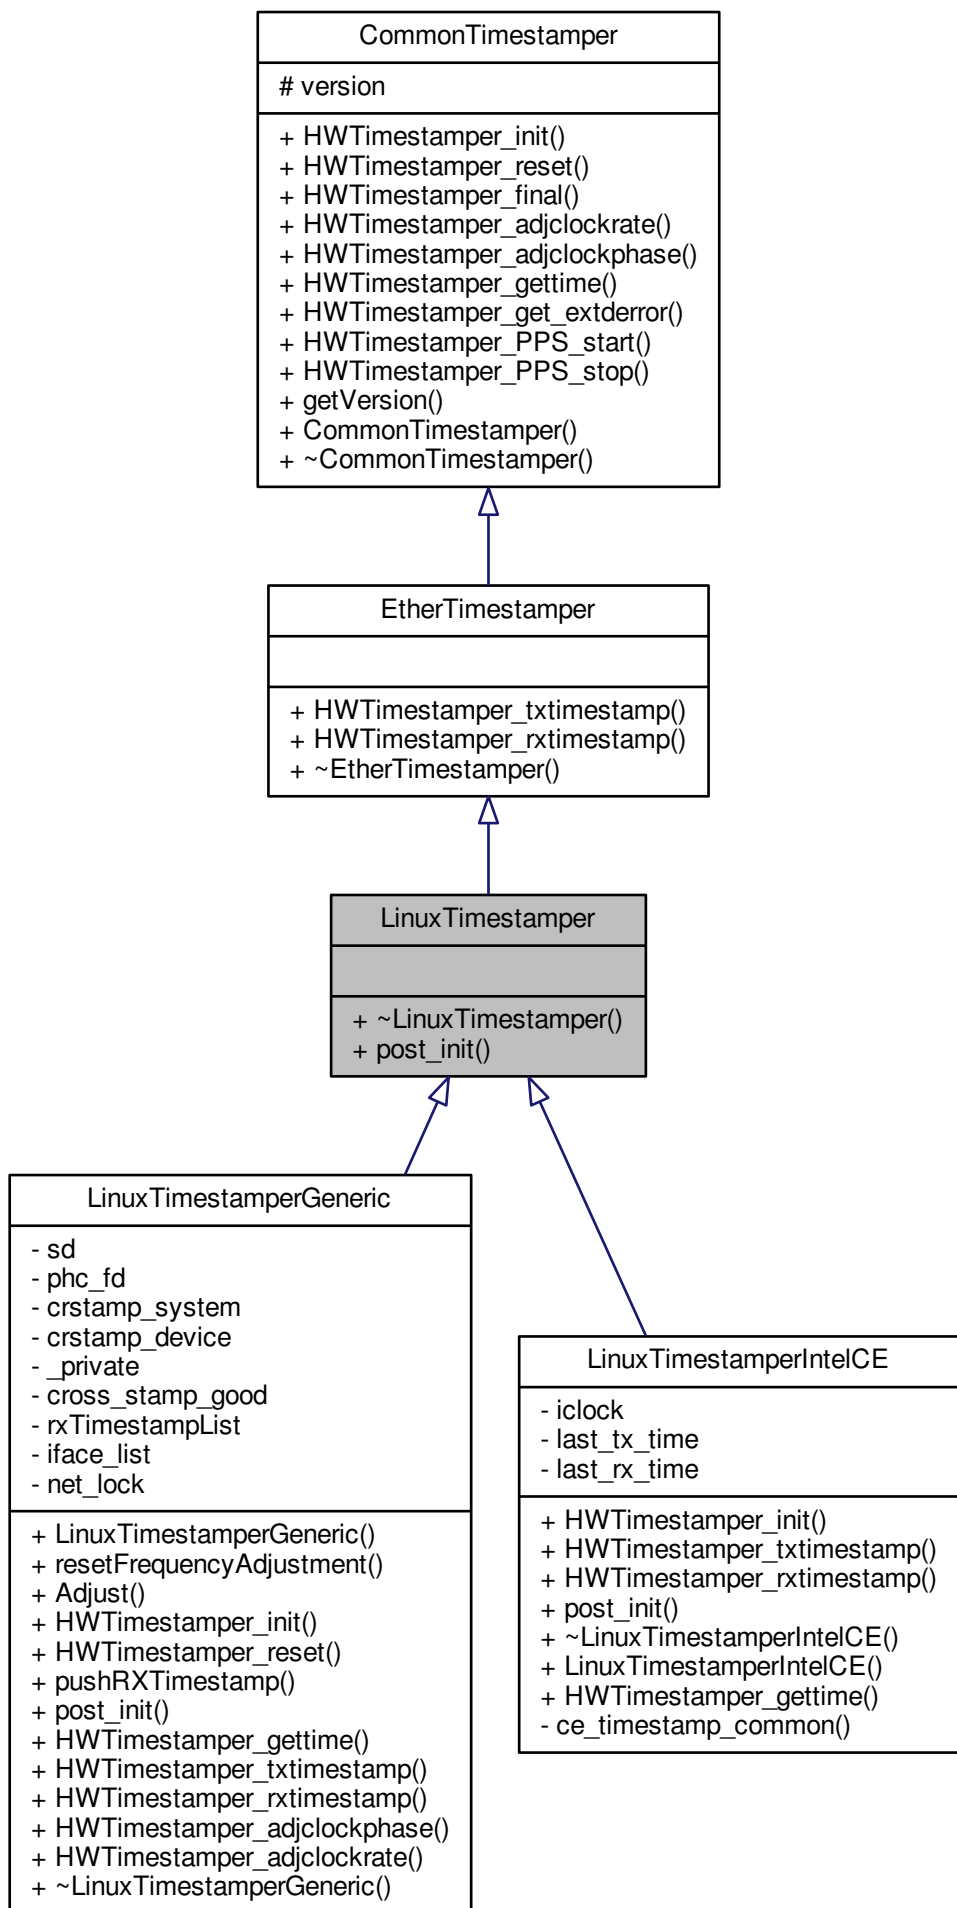 CommonTimestamper
# version
+ HWTimestamper_init()
+ HWTimestamper_reset()
+ HWTimestamper_final()
+ HWTimestamper_adjclockrate()
+ HWTimestamper_adjclockphase()
+ HWTimestamper_gettime()
+ HWTimestamper_get_extderror()
+ HWTimestamper_PPS_start()
+ HWTimestamper_PPS_stop()
+ getVersion()
+ CommonTimestamper()
+ ~CommonTimestamper()
EtherTimestamper
+ HWTimestamper_txtimestamp()
+ HWTimestamper_rxtimestamp()
+ ~EtherTimestamper()
LinuxTimestamper
+ ~LinuxTimestamper()
+ post_init()
LinuxTimestamperGeneric
- sd
- phc_fd
- crstamp_system
- crstamp_device
- _private
- cross_stamp_good
- rxTimestampList
- iface_list
- net_lock
+ LinuxTimestamperGeneric()
+ resetFrequencyAdjustment()
+ Adjust()
+ HWTimestamper_init()
+ HWTimestamper_reset()
+ pushRXTimestamp()
+ post_init()
+ HWTimestamper_gettime()
+ HWTimestamper_txtimestamp()
+ HWTimestamper_rxtimestamp()
+ HWTimestamper_adjclockphase()
+ HWTimestamper_adjclockrate()
+ ~LinuxTimestamperGeneric()
LinuxTimestamperIntelCE
- iclock
- last_tx_time
- last_rx_time
+ HWTimestamper_init()
+ HWTimestamper_txtimestamp()
+ HWTimestamper_rxtimestamp()
+ post_init()
+ ~LinuxTimestamperIntelCE()
+ LinuxTimestamperIntelCE()
+ HWTimestamper_gettime()
- ce_timestamp_common()